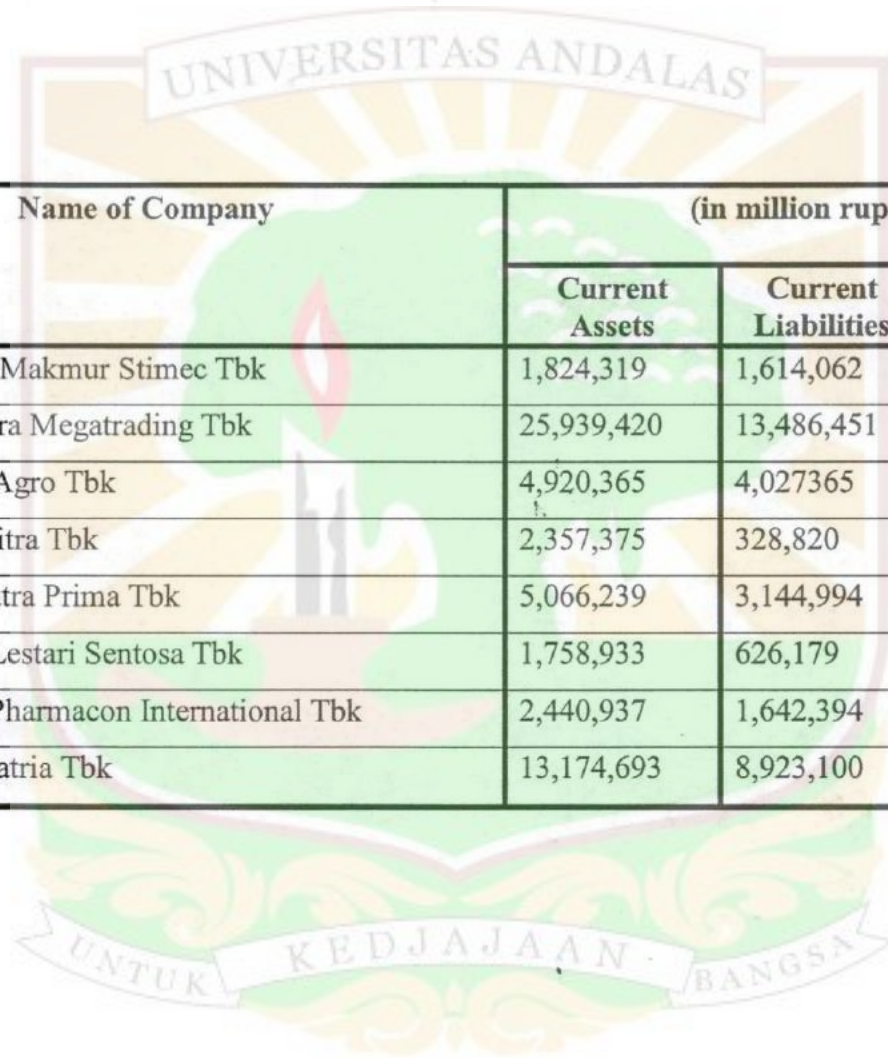 UNIVERSITAS ANDALAS
Name of Company (in million rup
Current Assets Current Liabilities
Makmur Stimec Tbk 1,824,319 1,614,062
ra Megatrading Tbk 25,939,420 13,486,451
Agro Tbk 4,920,365 4,027365
itra Tbk 2,357,375 328,820
tra Prima Tbk 5,066,239 3,144,994
Lestari Sentosa Tbk 1,758,933 626,179
Pharmacon International Tbk 2,440,937 1,642,394
atria Tbk 13,174,693 8,923,100
UNTUK KEDJAJAAN BANGSA